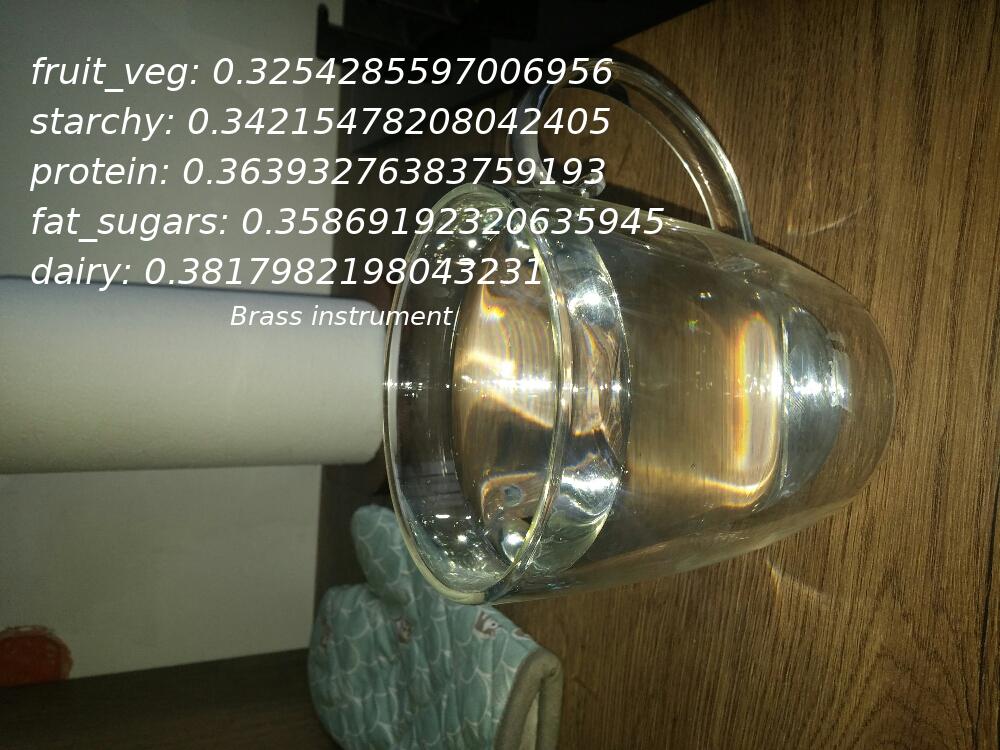 fruit_veg: 0.3254285597006956
starchy: 0.34215478208042405
protein: 0.36393276383759193
fat_sugars: 0.35869192320635945
dairy: 0.3817982198043231
Brass instrument